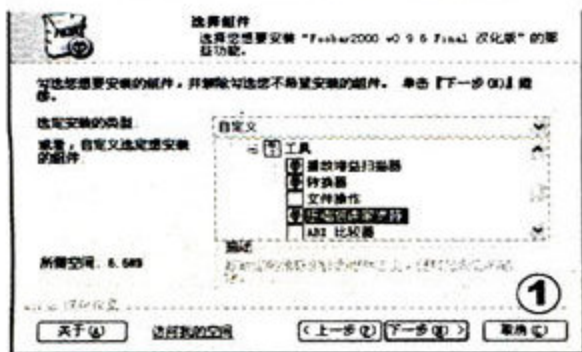 选择组件
选择您想要安装 "Foobar2000 v0 9 6 Final 汉化版" 的哪
些功能。
勾选您想要安装的组件,并解除勾选您不希望安装的组件。 单击『下一步(N)』继
续。
选定安装的类型
自定义
或者,自定义选定想安装
的组件
工具
播放增益扫描器
转换器
文件操作
ABX 比较器
描述
所需空间 6.6MB
①
关于(A)
访问我的空间
< 上一步(P)
下一步(N) >
取消(C)